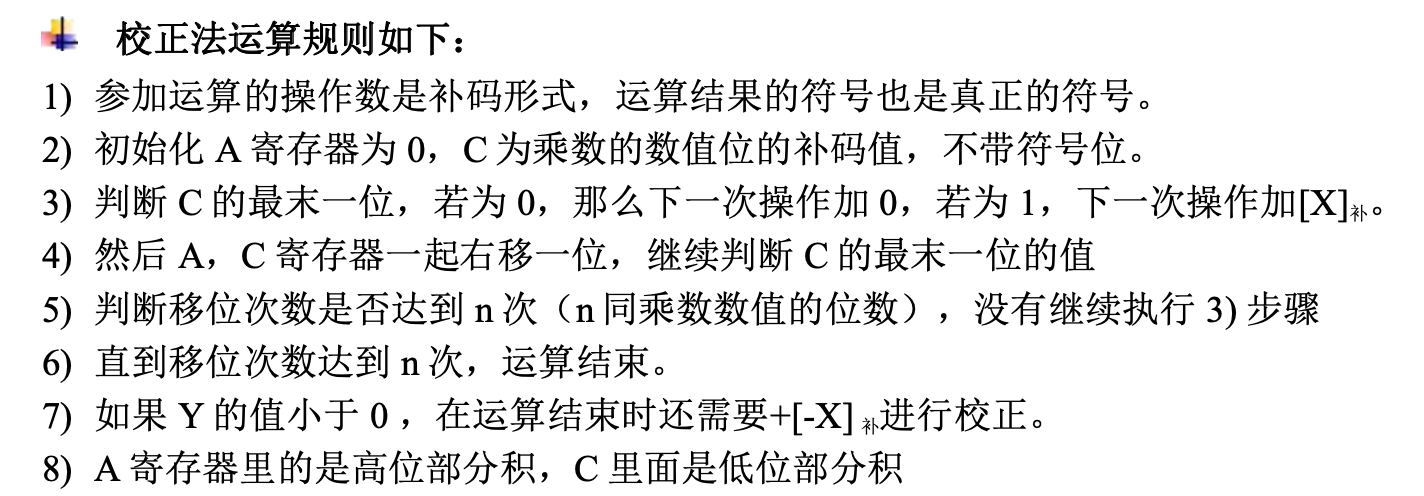 校正法运算规则如下：
1) 参加运算的操作数是补码形式，运算结果的符号也是真正的符号。
2) 初始化 A 寄存器为 0，C 为乘数的数值位的补码值，不带符号位。
3) 判断 C 的最末一位，若为 0，那么下一次操作加 0，若为 1，下一次操作加[X]补。
4) 然后 A，C 寄存器一起右移一位，继续判断 C 的最末一位的值
5) 判断移位次数是否达到 n 次（n 同乘数数值的位数），没有继续执行 3) 步骤
6) 直到移位次数达到 n 次，运算结束。
7) 如果 Y 的值小于 0 ，在运算结束时还需要+[-X] 补进行校正。
8) A 寄存器里的是高位部分积，C 里面是低位部分积